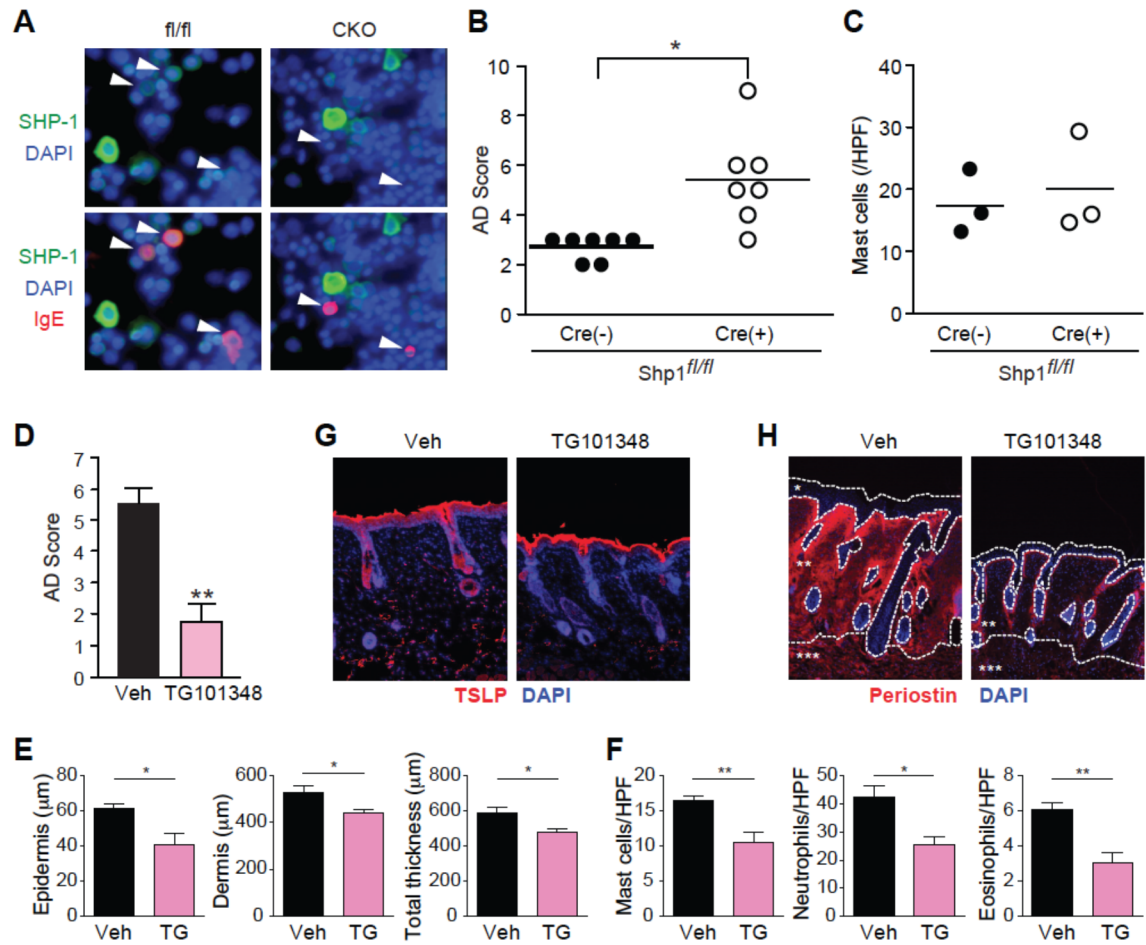 A
fl/fl
CKO
SHP-1
DAPI
SHP-1
DAPI
IgE
B
AD Score
10
8
6
4
2
0
*
Cre(-)
Cre(+)
Shp1fl/fl
C
Mast cells (/HPF)
40
30
20
10
0
Cre(-)
Cre(+)
Shp1fl/fl
D
AD Score
7
6
5
4
3
2
1
0
**
Veh
TG101348
G
Veh
TG101348
TSLP
DAPI
H
Veh
TG101348
*
**
***
**
***
Periostin
DAPI
E
Epidermis (μm)
80
60
40
20
0
*
Veh
TG
Dermis (μm)
600
400
200
0
*
Veh
TG
Total thickness (μm)
800
600
400
200
0
*
Veh
TG
F
Mast cells/HPF
20
15
10
5
0
**
Veh
TG
Neutrophils/HPF
50
40
30
20
10
0
*
Veh
TG
Eosinophils/HPF
8
6
4
2
0
**
Veh
TG